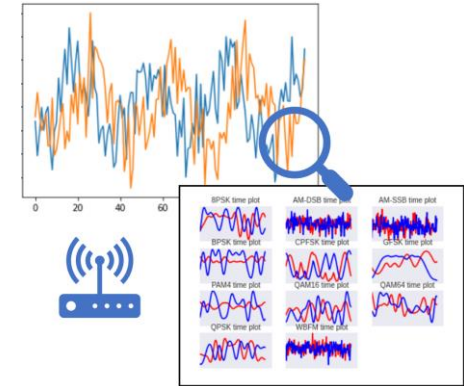 0 20 40 60
8PSK time plot AM-DSB time plot AM-SSB time plot
BPSK time plot CPFSK time plot GFSK time plot
PAM4 time plot QAM16 time plot QAM64 time plot
QPSK time plot WBFM time plot